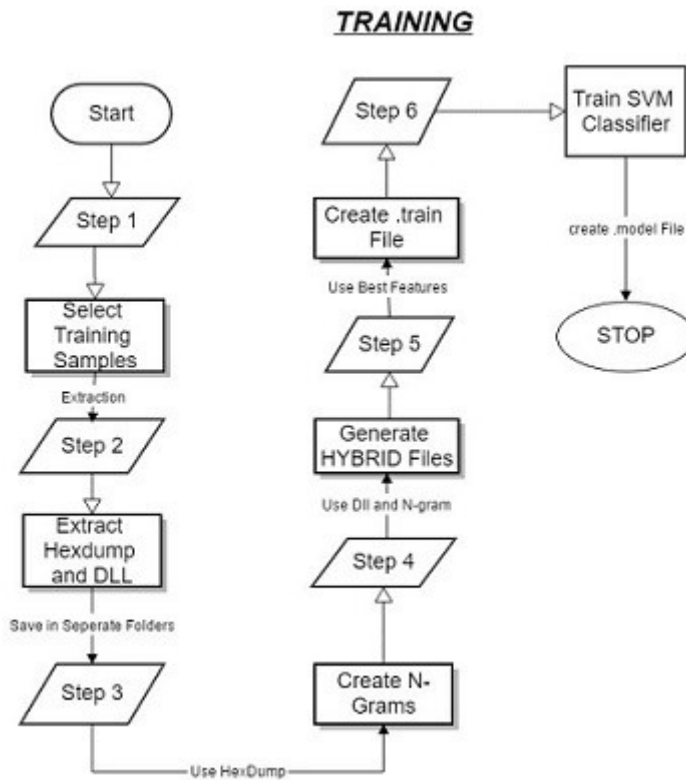 TRAINING
Start
Step 1
Select
Training
Samples
Extraction
Step 2
Extract
Hexdump
and DLL
Save in Seperate Folders
Step 3
Use HexDump
Create N-
Grams
Step 4
Use Dll and N-gram
Generate
HYBRID Files
Step 5
Use Best Features
Create .train
File
Step 6
Train SVM
Classifier
create .model File
STOP